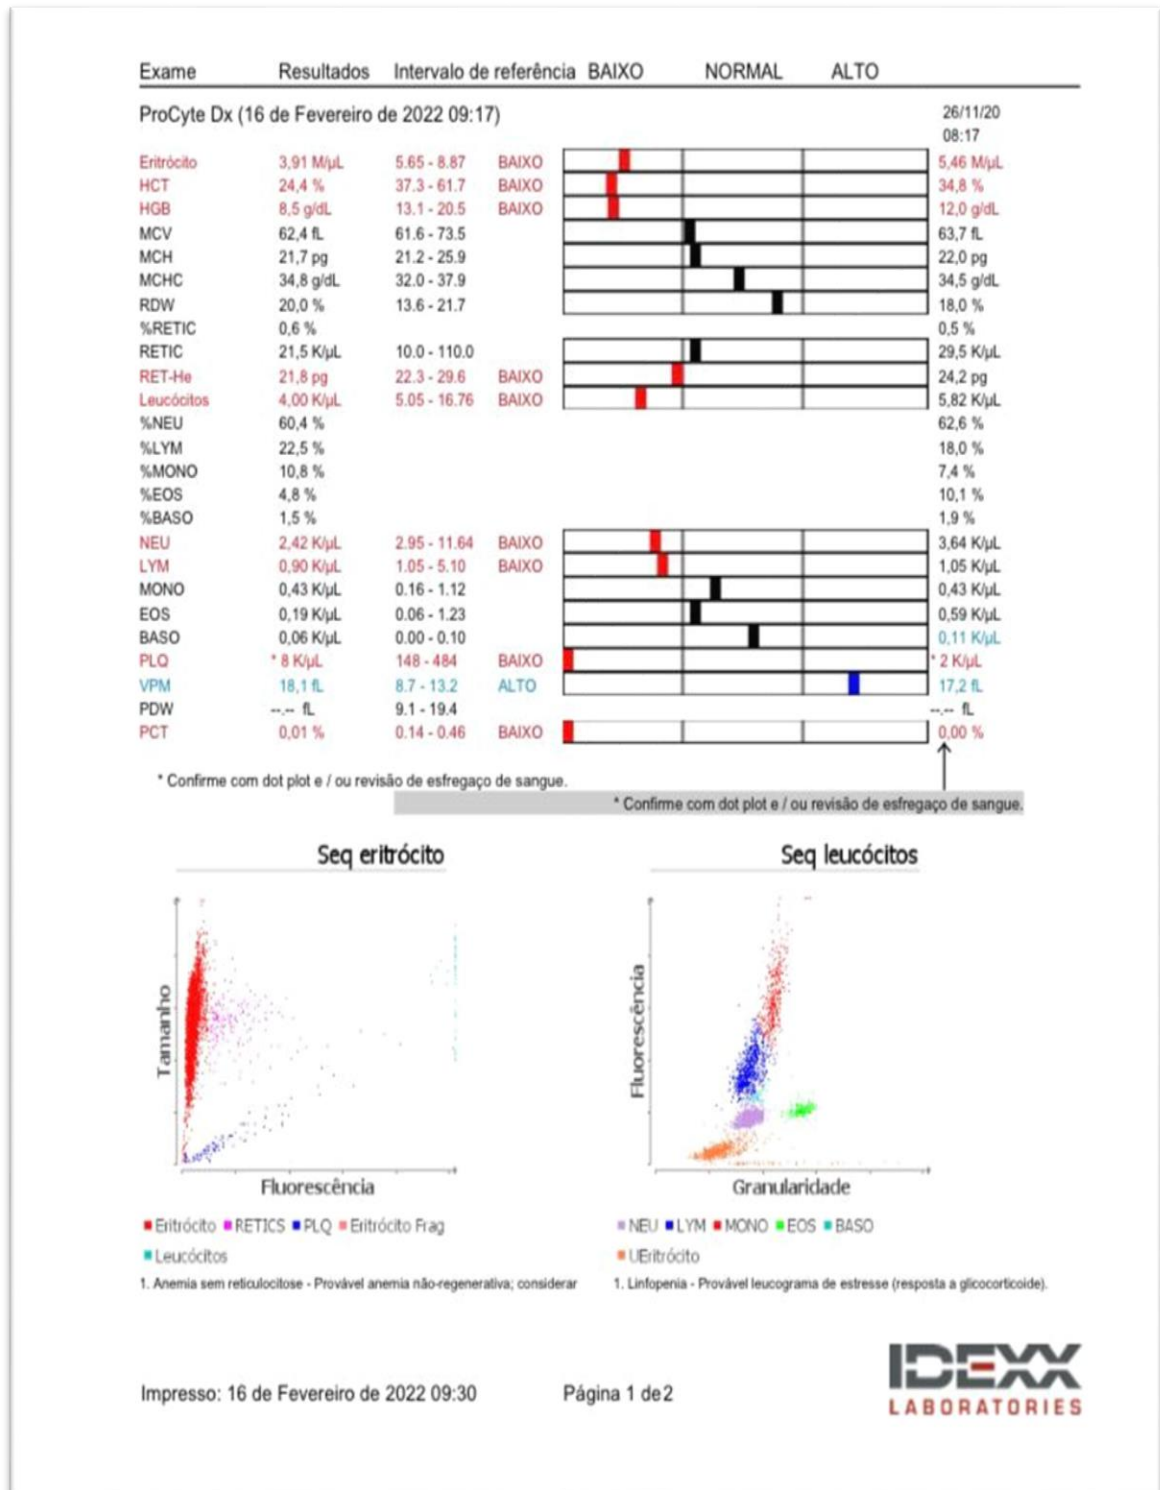 Exame Resultados Intervalo de referência BAIXO NORMAL ALTO
ProCyte Dx (16 de Fevereiro de 2022 09:17) 26/11/20
08:17
Eritrócito 3,91 M/µL 5.65 - 8.87 BAIXO 5,46 M/µL
HCT 24,4 % 37.3 - 61.7 BAIXO 34,8 %
HGB 8,5 g/dL 13.1 - 20.5 BAIXO 12,0 g/dL
MCV 62,4 fL 61.6 - 73.5 63,7 fL
MCH 21,7 pg 21.2 - 25.9 22,0 pg
MCHC 34,8 g/dL 32.0 - 37.9 34,5 g/dL
RDW 20,0 % 13.6 - 21.7 18,0 %
%RETIC 0,6 % 0,5 %
RETIC 21,5 K/µL 10.0 - 110.0 29,5 K/µL
RET-He 21,8 pg 22.3 - 29.6 BAIXO 24,2 pg
Leucócitos 4,00 K/µL 5.05 - 16.76 BAIXO 5,82 K/µL
%NEU 60,4 % 62,6 %
%LYM 22,5 % 18,0 %
%MONO 10,8 % 7,4 %
%EOS 4,8 % 10,1 %
%BASO 1,5 % 1,9 %
NEU 2,42 K/µL 2.95 - 11.64 BAIXO 3,64 K/µL
LYM 0,90 K/µL 1.05 - 5.10 BAIXO 1,05 K/µL
MONO 0,43 K/µL 0.16 - 1.12 0,43 K/µL
EOS 0,19 K/µL 0.06 - 1.23 0,59 K/µL
BASO 0,06 K/µL 0.00 - 0.10 0,11 K/µL
PLQ * 8 K/µL 148 - 484 BAIXO * 2 K/µL
VPM 18,1 fL 8.7 - 13.2 ALTO 17,2 fL
PDW --.-- fL 9.1 - 19.4 --.-- fL
PCT 0,01 % 0.14 - 0.46 BAIXO 0,00 %
* Confirme com dot plot e / ou revisão de esfregaço de sangue.
* Confirme com dot plot e / ou revisão de esfregaço de sangue.
Seq eritrócito Seq leucócitos
Tamanho Fluorescência
Fluorescência Granularidade
Eritrócito RETICS PLQ Eritrócito Frag NEU LYM MONO EOS BASO
Leucócitos UEritrócito
1. Anemia sem reticulocitose - Provável anemia não-regenerativa; considerar 1. Linfopenia - Provável leucograma de estresse (resposta a glicocorticoide).
IDEXX
Impresso: 16 de Fevereiro de 2022 09:30 Página 1 de2
LABORATORIES